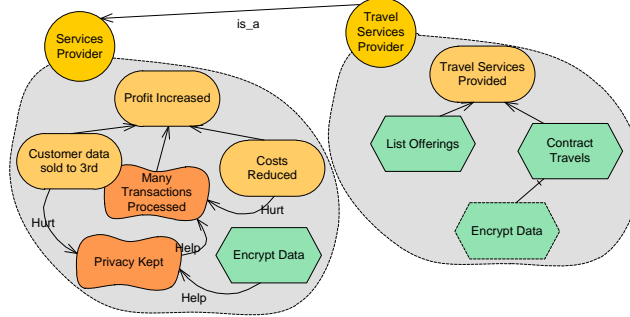 is_a
Services
Provider
Travel
Services
Provider
Profit Increased
Customer data
sold to 3rd
Many
Transactions
Processed
Costs
Reduced
Hurt
Hurt
Help
Privacy Kept
Encrypt Data
Help
Travel Services
Provided
List Offerings
Contract
Travels
Encrypt Data